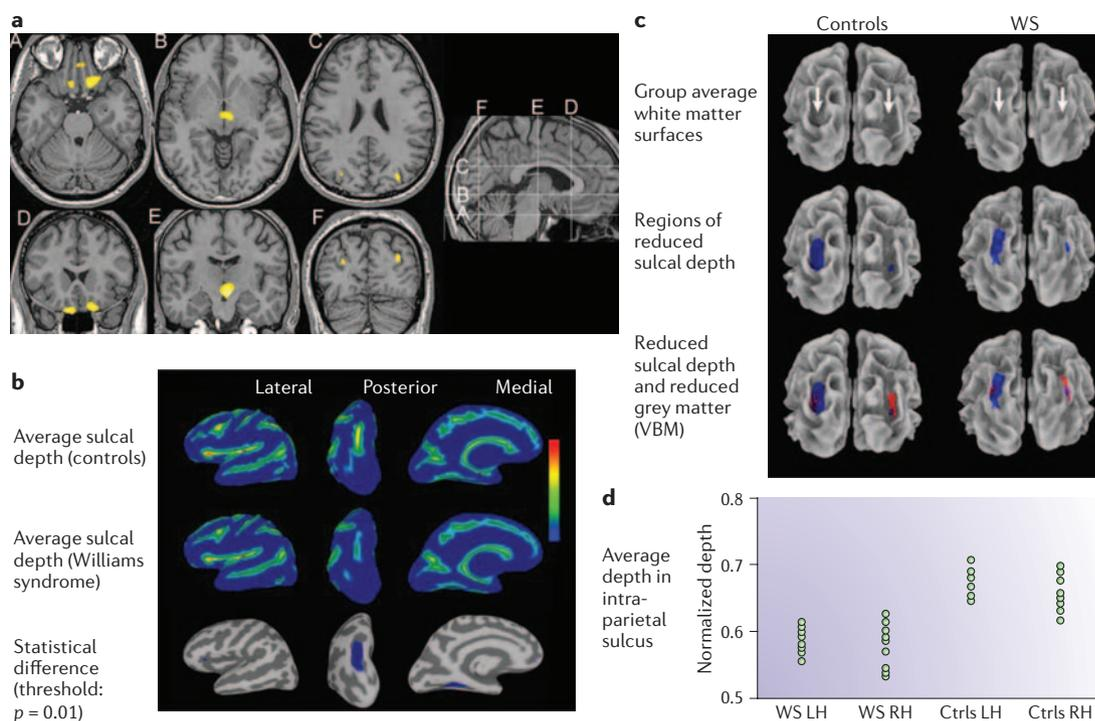 a
A
B
C
F E D
C
B
A
D
E
F
b
Lateral Posterior Medial
Average sulcal
depth (controls)
Average sulcal
depth (Williams
syndrome)
Statistical
difference
(threshold:
p = 0.01)
c
Controls WS
Group average
white matter
surfaces
Regions of
reduced
sulcal depth
Reduced
sulcal depth
and reduced
grey matter
(VBM)
d
Average
depth in
intra-
parietal
sulcus
Normalized depth
0.8
0.7
0.6
0.5
WS LH WS RH Ctrls LH Ctrls RH